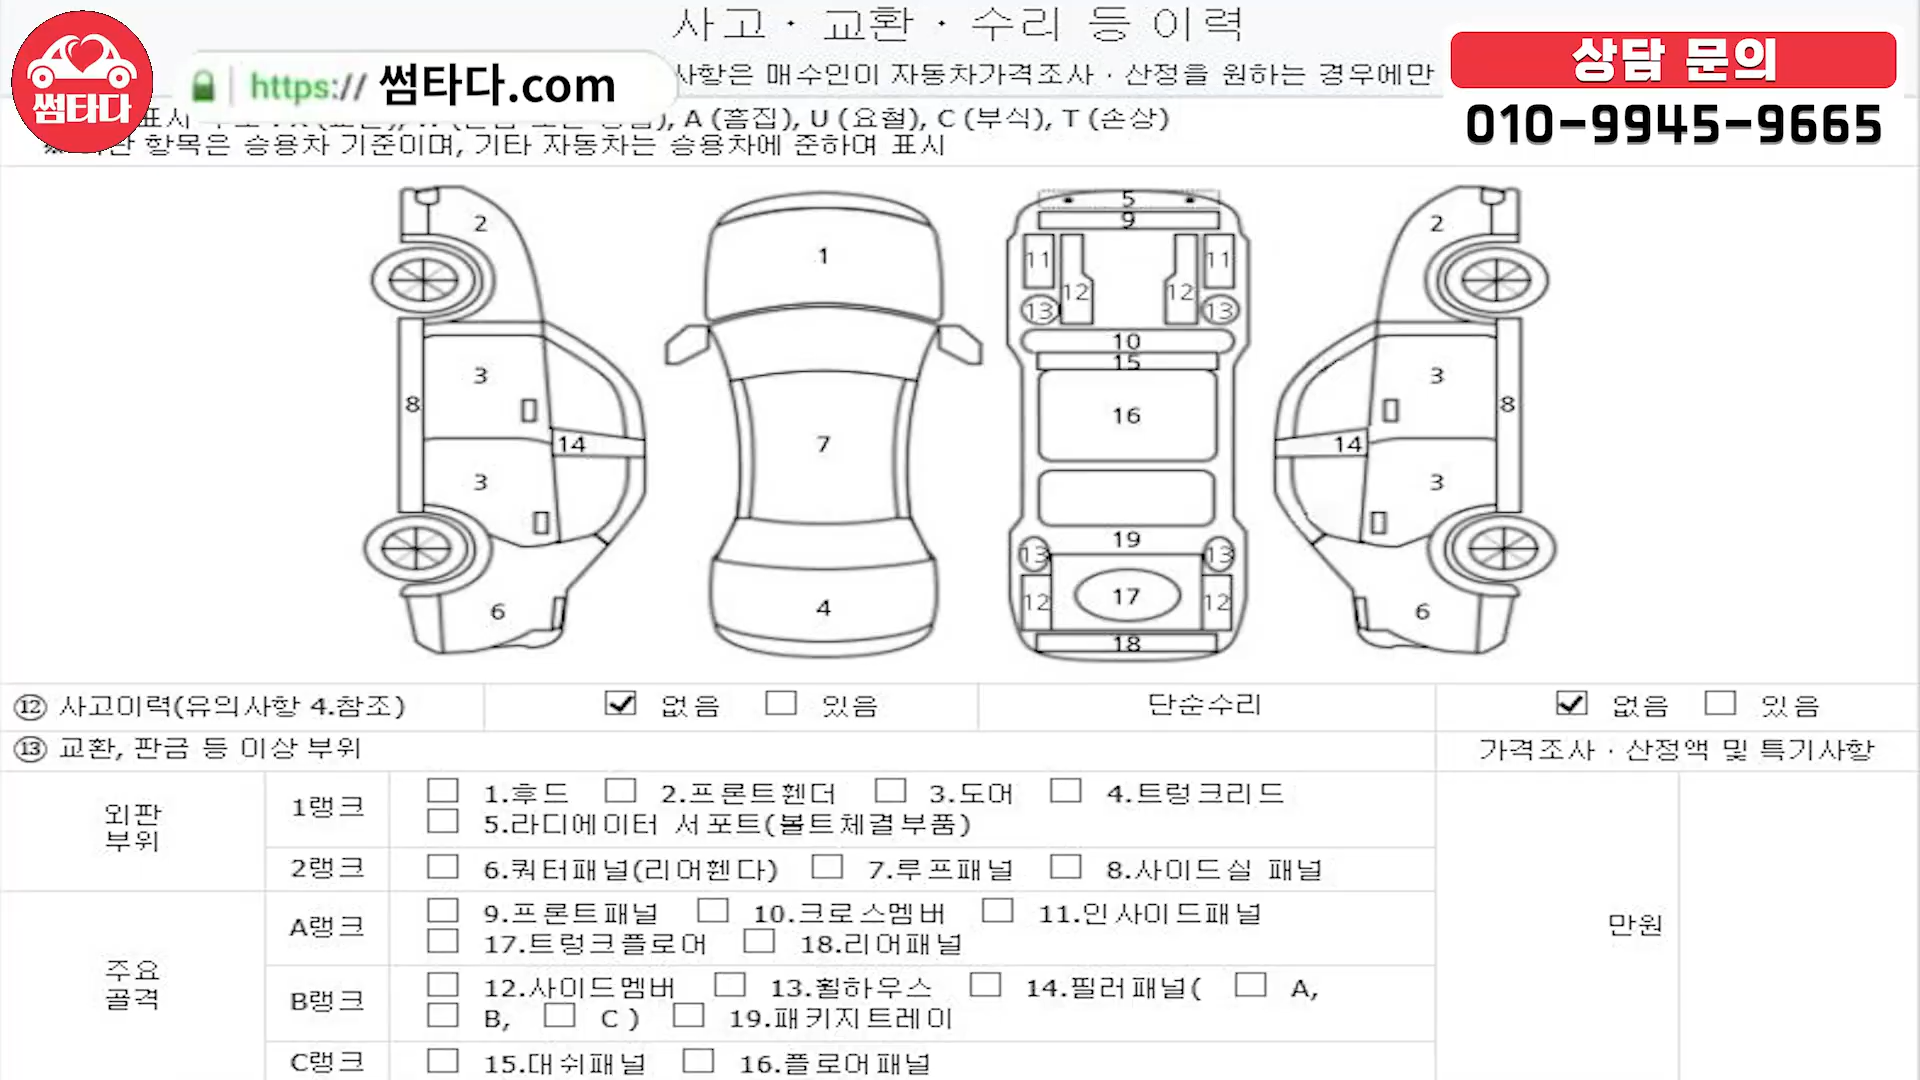 사고 · 교환 · 수리 등 이력
썸타다
https:// 썸타다.com
사항은 매수인이 자동차가격조사 · 산정을 원하는 경우에만
상담 문의
010-9945-9665
표시 A (흠집), U (요철), C (부식), T (손상)
항목은 승용차 기준이며, 기타 자동차는 승용차에 준하여 표시
2
3
8
14
3
6
1
7
4
5
9
11 12 12 11
13 13
10
15
16
19
13 13
12 17 12
18
2
3
14 8
3
6
⑫ 사고이력(유의사항 4.참조) 없음 있음 단순수리 없음 있음
⑬ 교환, 판금 등 이상 부위 가격조사 · 산정액 및 특기사항
외판 부위
1랭크
1.후드 2.프론트휀더 3.도어 4.트렁크리드
5.라디에이터 서포트(볼트체결부품)
2랭크
6.쿼터패널(리어휀다) 7.루프패널 8.사이드실 패널
주요 골격
A랭크
9.프론트패널 10.크로스멤버 11.인사이드패널
17.트렁크플로어 18.리어패널
B랭크
12.사이드멤버 13.휠하우스 14.필러패널( A,
B, C ) 19.패키지트레이
C랭크
15.대쉬패널 16.플로어패널
만원